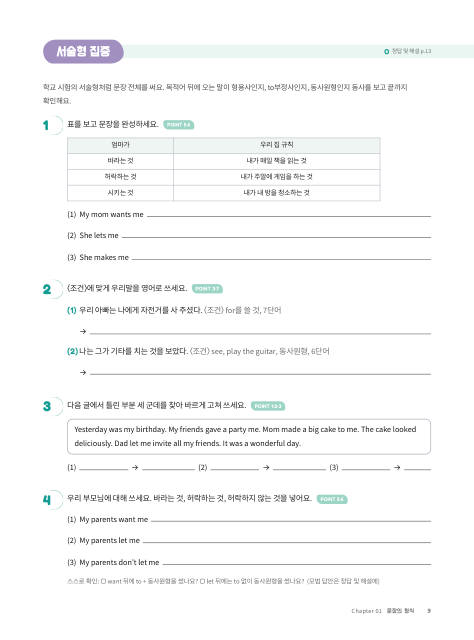 서술형 집중
정답 및 해설 p.13
학교 시험의 서술형처럼 문장 전체를 써요. 목적어 뒤에 오는 말이 형용사인지, to부정사인지, 동사원형인지 동사를 보고 끝까지
확인해요.
1 표를 보고 문장을 완성하세요. POINT 5 6
엄마가 우리 집 규칙
바라는 것 내가 매일 책을 읽는 것
허락하는 것 내가 주말에 게임을 하는 것
시키는 것 내가 내 방을 청소하는 것
(1) My mom wants me
(2) She lets me
(3) She makes me
2 <조건>에 맞게 우리말을 영어로 쓰세요. POINT 3 7
(1) 우리 아빠는 나에게 자전거를 사 주셨다. <조건> for를 쓸 것, 7단어
→
(2) 나는 그가 기타를 치는 것을 보았다. <조건> see, play the guitar, 동사원형, 6단어
→
3 다음 글에서 틀린 부분 세 군데를 찾아 바르게 고쳐 쓰세요.
Yesterday was my birthday. My friends gave a party me. Mom made a big cake to me. The cake looked
deliciously. Dad let me invite all my friends. It was a wonderful day.
(1) → (2) → (3) →
4 우리 부모님에 대해 쓰세요. 바라는 것, 허락하는 것, 허락하지 않는 것을 넣어요. POINT 5 6
(1) My parents want me
(2) My parents let me
(3) My parents don't let me
스스로 확인: □ want 뒤에 to + 동사원형을 썼나요? □ let 뒤에는 to 없이 동사원형을 썼나요? (모범 답안은 정답 및 해설에)
Chapter 01 문장의 형식 9